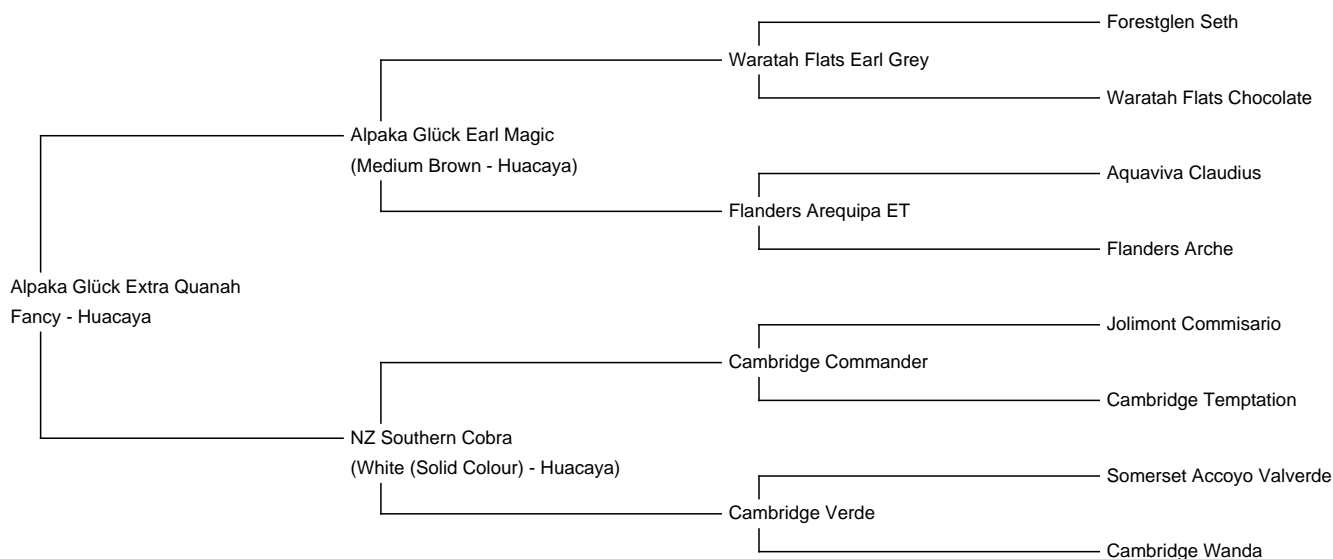 Forestglen Seth
Waratah Flats Earl Grey
Waratah Flats Chocolate
Alpaka Glück Earl Magic
(Medium Brown - Huacaya)
Aquaviva Claudius
Flanders Arequipa ET
Flanders Arche
Alpaka Glück Extra Quanah
Fancy - Huacaya
Jolimont Commisario
Cambridge Commander
Cambridge Temptation
NZ Southern Cobra
(White (Solid Colour) - Huacaya)
Somerset Accoyo Valverde
Cambridge Verde
Cambridge Wanda